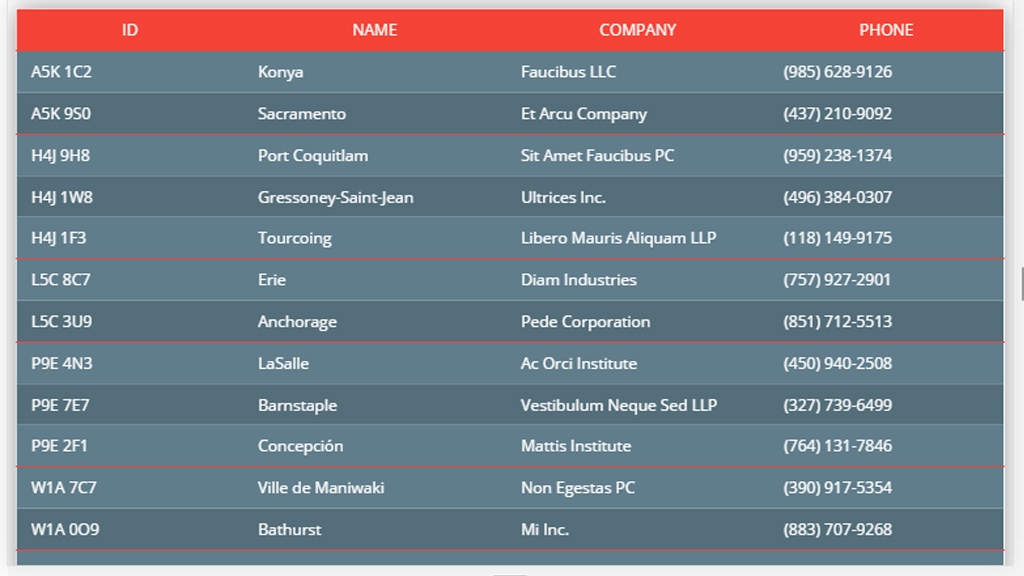 ID NAME COMPANY PHONE
A5K 1C2 Konya Faucibus LLC (985) 628-9126
A5K 9S0 Sacramento Et Arcu Company (437) 210-9092
H4J 9H8 Port Coquitlam Sit Amet Faucibus PC (959) 238-1374
H4J 1W8 Gressoney-Saint-Jean Ultrices Inc. (496) 384-0307
H4J 1F3 Tourcoing Libero Mauris Aliquam LLP (118) 149-9175
L5C 8C7 Erie Diam Industries (757) 927-2901
L5C 3U9 Anchorage Pede Corporation (851) 712-5513
P9E 4N3 LaSalle Ac Orci Institute (450) 940-2508
P9E 7E7 Barnstaple Vestibulum Neque Sed LLP (327) 739-6499
P9E 2F1 Concepción Mattis Institute (764) 131-7846
W1A 7C7 Ville de Maniwaki Non Egestas PC (390) 917-5354
W1A 0O9 Bathurst Mi Inc. (883) 707-9268